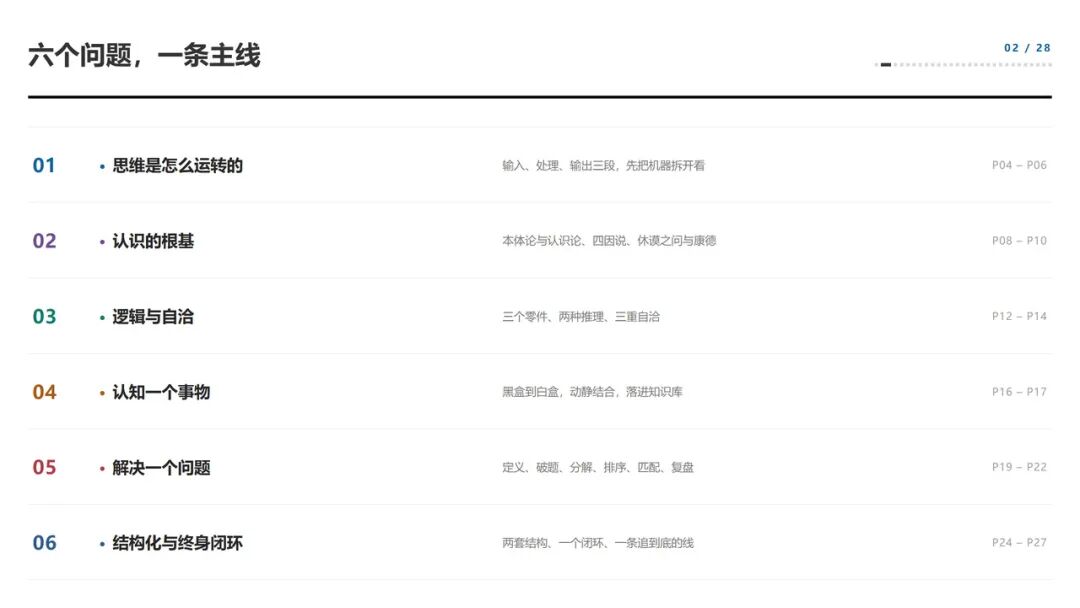 六个问题，一条主线
02 / 28
01 • 思维是怎么运转的 输入、处理、输出三段，先把机器拆开看 P04 – P06
02 • 认识的根基 本体论与认识论、四因说、休谟之问与康德 P08 – P10
03 • 逻辑与自洽 三个零件、两种推理、三重自洽 P12 – P14
04 • 认知一个事物 黑盒到白盒，动静结合，落进知识库 P16 – P17
05 • 解决一个问题 定义、破题、分解、排序、匹配、复盘 P19 – P22
06 • 结构化与终身闭环 两套结构、一个闭环、一条追到底的线 P24 – P27